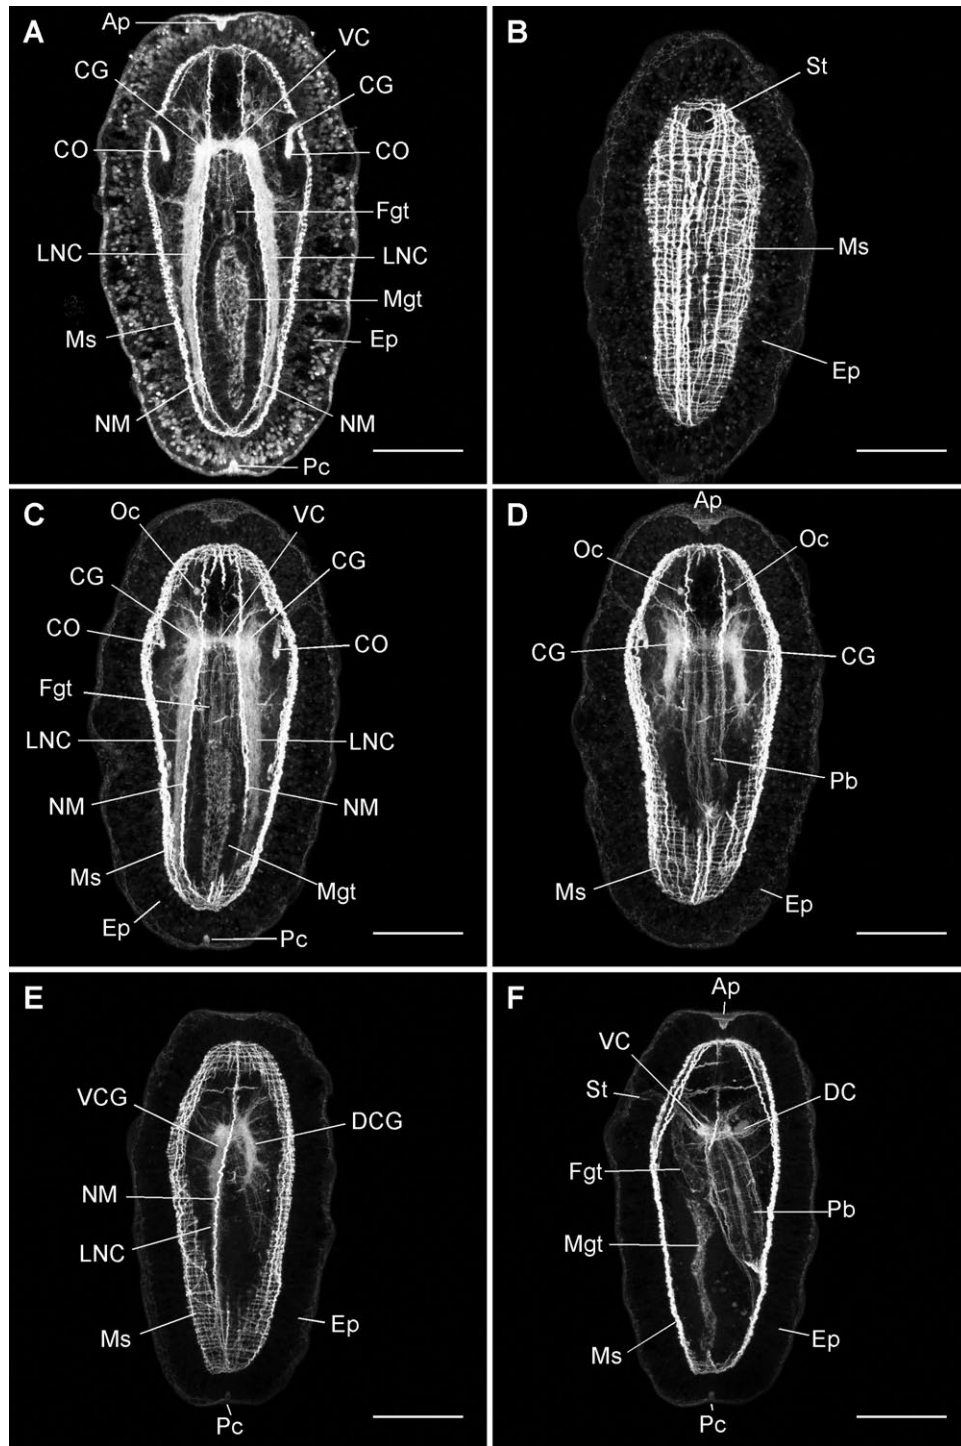 A
Ap
VC
CG
CG
CO
CO
Fgt
LNC
LNC
Mgt
Ms
Ep
NM
NM
Pc
B
St
Ms
Ep
C
Oc
VC
CG
CG
CO
CO
Fgt
LNC
LNC
NM
NM
Ms
Mgt
Ep
Pc
D
Ap
Oc
Oc
CG
CG
Pb
Ms
Ep
E
VCG
DCG
NM
LNC
Ms
Ep
Pc
F
Ap
VC
St
DC
Fgt
Pb
Mgt
Ms
Ep
Pc